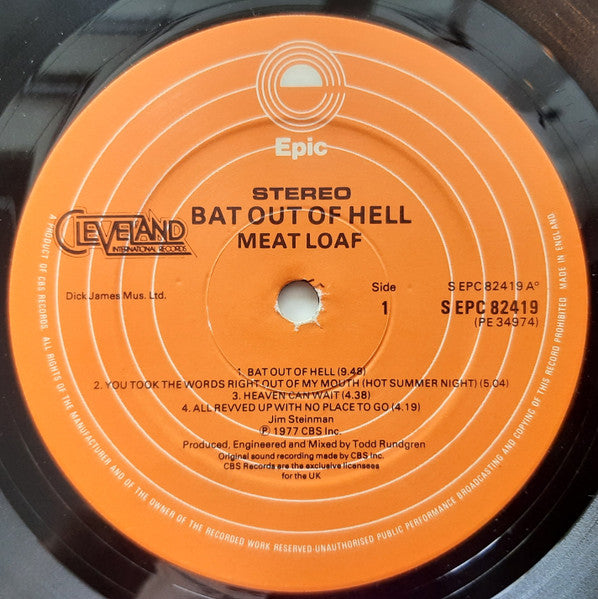 Epic
STEREO
BAT OUT OF HELL
MEAT LOAF
CLEVELAND
INTERNATIONAL RECORDS
Dick James Mus. Ltd.
Side
1
S EPC 82419 A°
S EPC 82419
(PE 34974)
1. BAT OUT OF HELL (9.48)
2. YOU TOOK THE WORDS RIGHT OUT OF MY MOUTH (HOT SUMMER NIGHT) (5.04)
3. HEAVEN CAN WAIT (4.38)
4. ALL REVVED UP WITH NO PLACE TO GO (4.19)
Jim Steinman
℗ 1977 CBS Inc.
Produced, Engineered and Mixed by Todd Rundgren
Original sound recording made by CBS Inc.
CBS Records are the exclusive licensees
for the UK
A PRODUCT OF CBS RECORDS. ALL RIGHTS OF THE MANUFACTURER AND OF THE OWNER OF THE RECORDED WORK RESERVED·UNAUTHORISED PUBLIC PERFORMANCE BROADCASTING AND COPYING OF THIS RECORD PROHIBITED MADE IN ENGLAND.